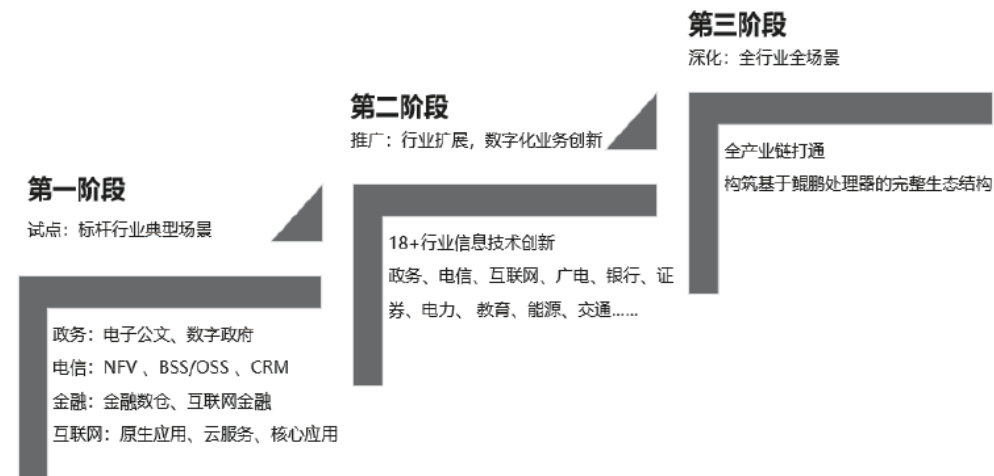 第一阶段
试点：标杆行业典型场景
政务：电子公文、数字政府
电信：NFV 、BSS/OSS 、CRM
金融：金融数仓、互联网金融
互联网：原生应用、云服务、核心应用
第二阶段
推广：行业扩展，数字化业务创新
18+行业信息技术创新
政务、电信、互联网、广电、银行、证
券、电力、 教育、能源、交通……
第三阶段
深化：全行业全场景
全产业链打通
构筑基于鲲鹏处理器的完整生态结构